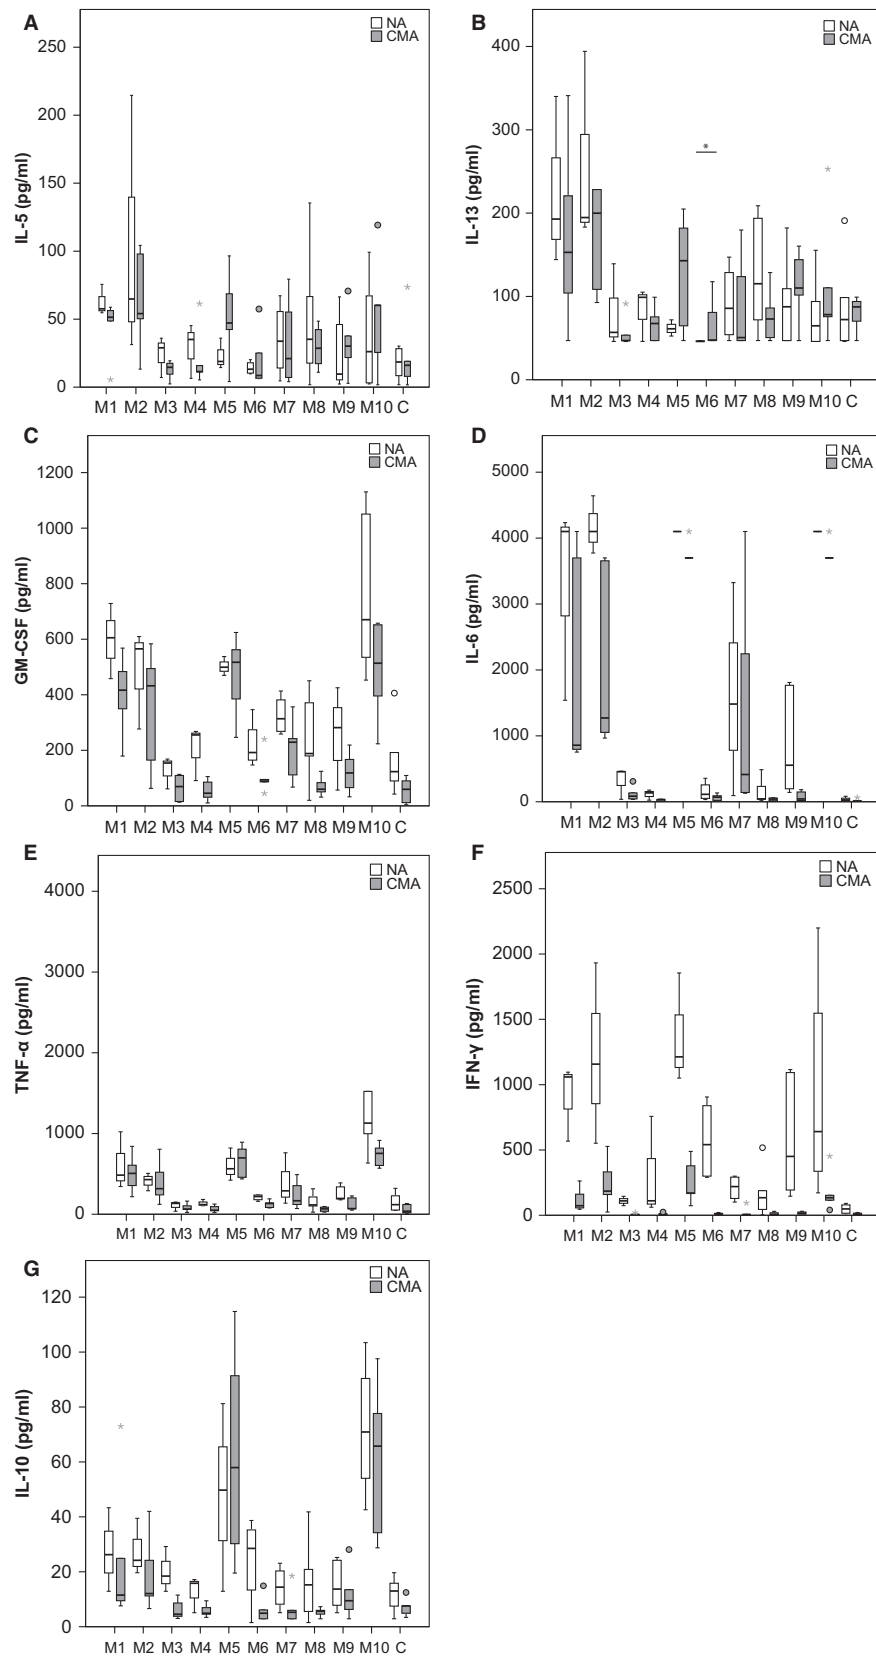 A
NA
CMA
250
200
150
100
50
0
IL-5 (pg/ml)
M1 M2 M3 M4 M5 M6 M7 M8 M9 M10 C
B
NA
CMA
400
300
200
100
0
IL-13 (pg/ml)
*
M1 M2 M3 M4 M5 M6 M7 M8 M9 M10 C
C
NA
CMA
1200
1000
800
600
400
200
0
GM-CSF (pg/ml)
M1 M2 M3 M4 M5 M6 M7 M8 M9 M10 C
D
NA
CMA
5000
4000
3000
2000
1000
0
IL-6 (pg/ml)
M1 M2 M3 M4 M5 M6 M7 M8 M9 M10 C
E
NA
CMA
4000
3000
2000
1000
0
TNF-α (pg/ml)
M1 M2 M3 M4 M5 M6 M7 M8 M9 M10 C
F
NA
CMA
2500
2000
1500
1000
500
0
IFN-γ (pg/ml)
M1 M2 M3 M4 M5 M6 M7 M8 M9 M10 C
G
NA
CMA
120
100
80
60
40
20
0
IL-10 (pg/ml)
M1 M2 M3 M4 M5 M6 M7 M8 M9 M10 C